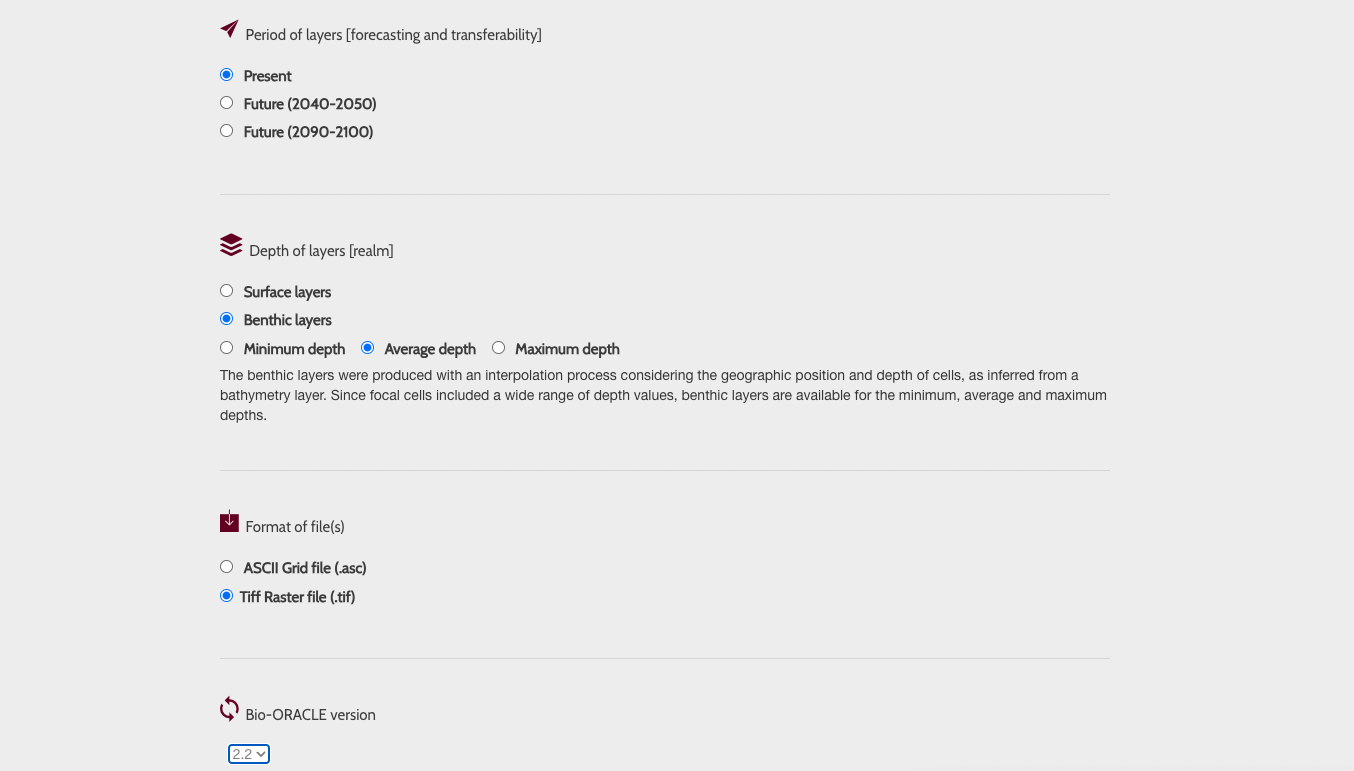 Period of layers [forecasting and transferability]
Present
Future (2040-2050)
Future (2090-2100)
Depth of layers [realm]
Surface layers
Benthic layers
Minimum depth Average depth Maximum depth
The benthic layers were produced with an interpolation process considering the geographic position and depth of cells, as inferred from a
bathymetry layer. Since focal cells included a wide range of depth values, benthic layers are available for the minimum, average and maximum
depths.
Format of file(s)
ASCII Grid file (.asc)
Tiff Raster file (.tif)
Bio-ORACLE version
2.2